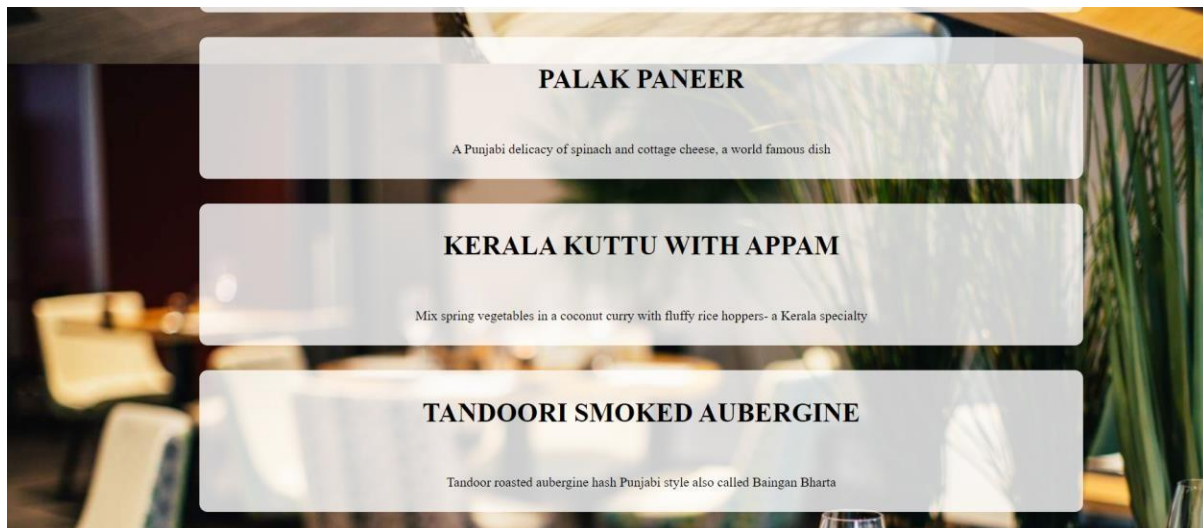 PALAK PANEER
A Punjabi delicacy of spinach and cottage cheese, a world famous dish
KERALA KUTTU WITH APPAM
Mix spring vegetables in a coconut curry with fluffy rice hoppers- a Kerala specialty
TANDOORI SMOKED AUBERGINE
Tandoor roasted aubergine hash Punjabi style also called Baingan Bharta